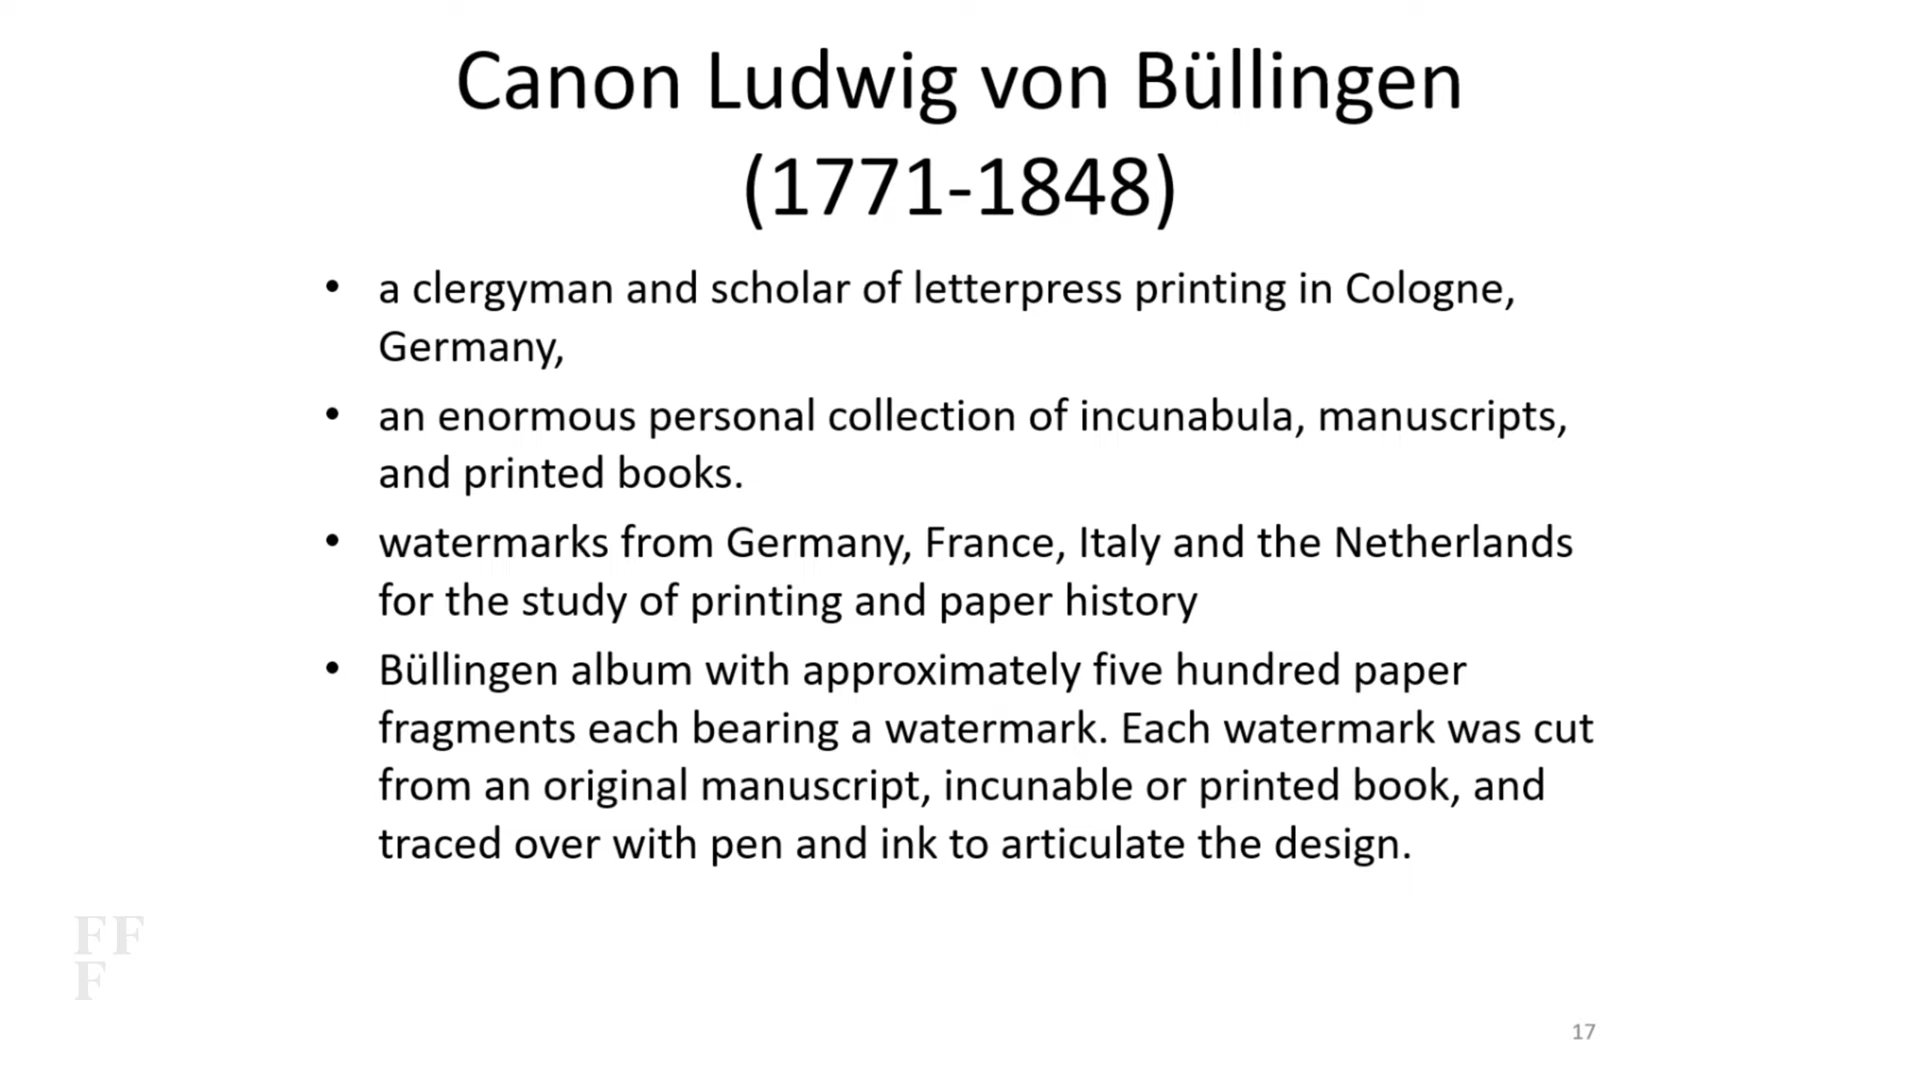 Canon Ludwig von Büllingen
(1771-1848)
• a clergyman and scholar of letterpress printing in Cologne,
Germany,
• an enormous personal collection of incunabula, manuscripts,
and printed books.
• watermarks from Germany, France, Italy and the Netherlands
for the study of printing and paper history
• Büllingen album with approximately five hundred paper
fragments each bearing a watermark. Each watermark was cut
from an original manuscript, incunable or printed book, and
traced over with pen and ink to articulate the design.
FF
F
17